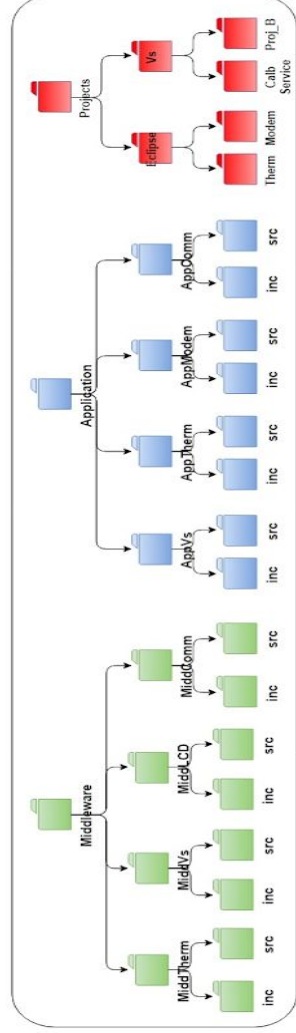 Middleware
MiddTherm
MiddVs
MiddLCD
MiddComm
inc
src
inc
src
inc
src
inc
src
Application
AppVs
AppTherm
AppModem
AppComm
inc
src
inc
src
inc
src
inc
src
Projects
Eclipse
Vs
Therm
Modem
Calb
Service
Proj_B